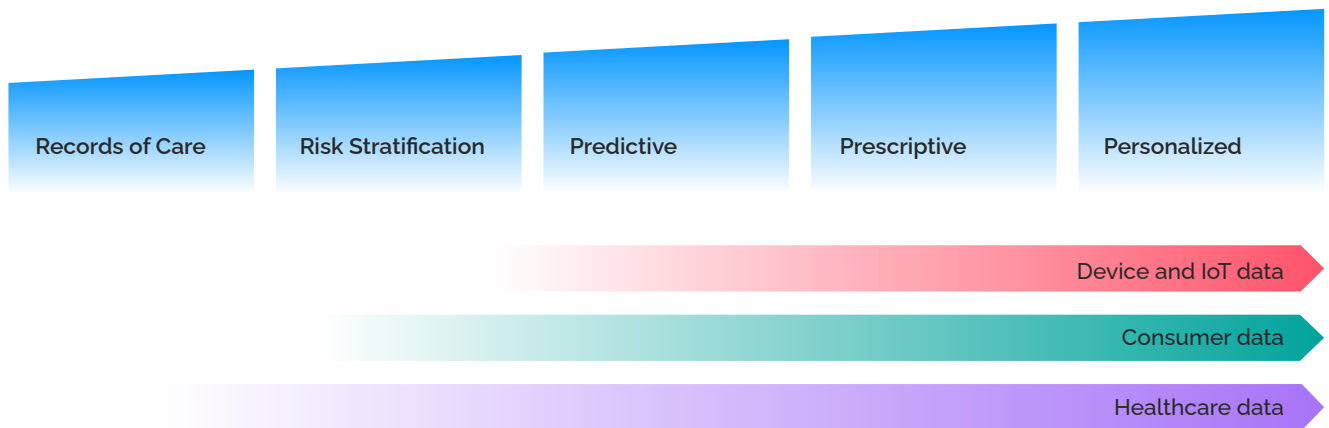 Records of Care
Risk Stratification
Predictive
Prescriptive
Personalized
Device and IoT data
Consumer data
Healthcare data